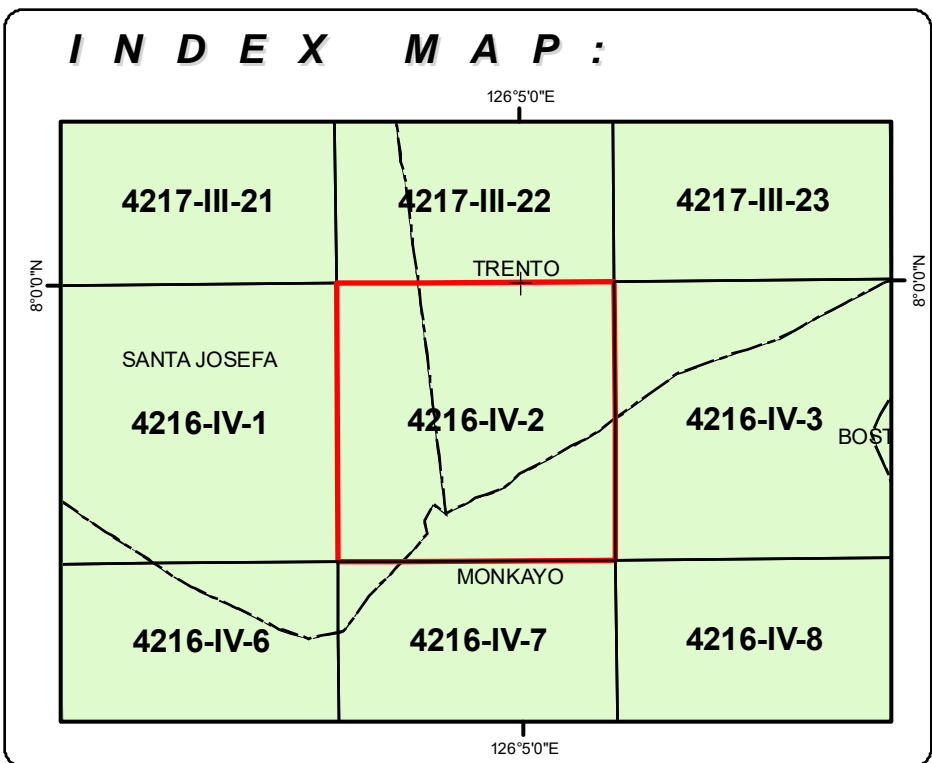 INDEX MAP:
126°5'0"E
4217-III-21
4217-III-22
4217-III-23
TRENTO
8°0'0"N
8°0'0"N
SANTA JOSEFA
4216-IV-1
4216-IV-2
4216-IV-3
BOST
MONKAYO
4216-IV-6
4216-IV-7
4216-IV-8
126°5'0"E